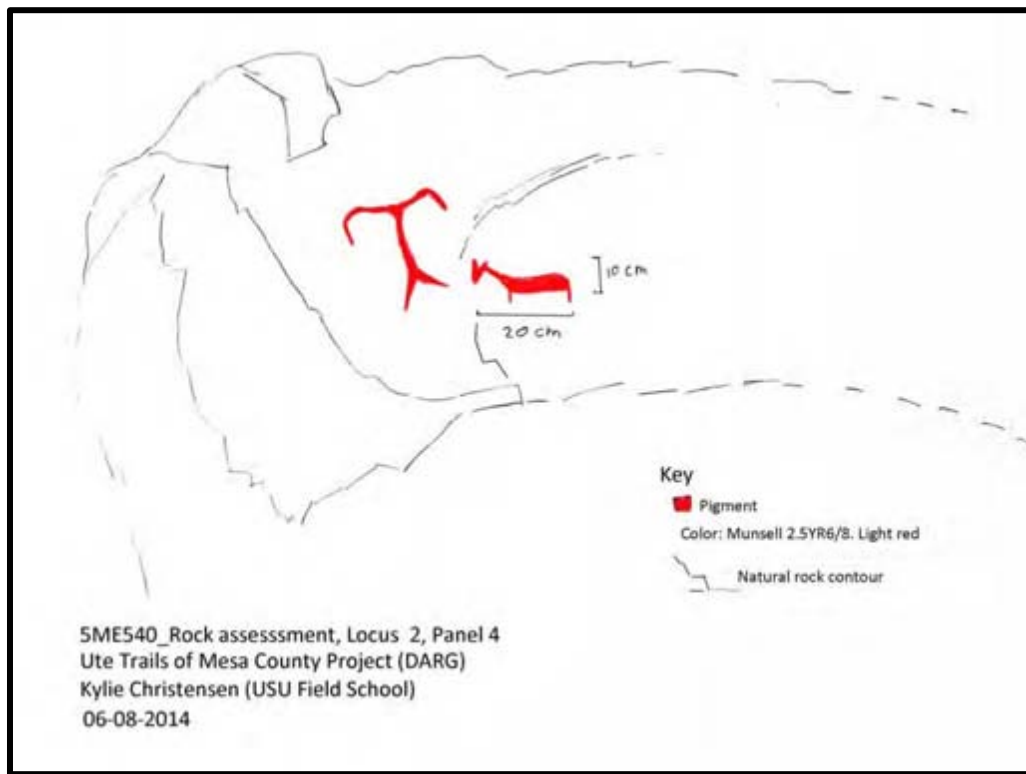 10 cm
20 cm
Key
Pigment
Color: Munsell 2.5YR6/8. Light red
Natural rock contour
5ME540_Rock assesssment, Locus 2, Panel 4
Ute Trails of Mesa County Project (DARG)
Kylie Christensen (USU Field School)
06-08-2014